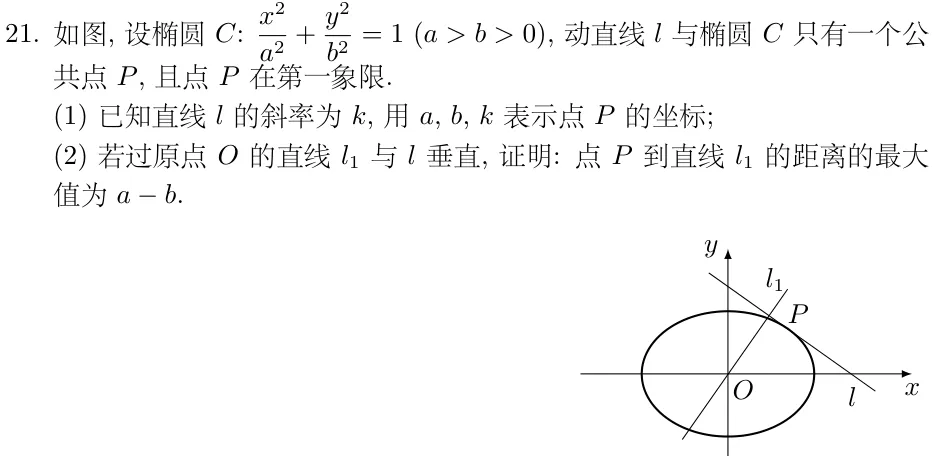 21. 如图, 设椭圆 C: x²/a² + y²/b² = 1 (a > b > 0), 动直线 l 与椭圆 C 只有一个公
共点 P, 且点 P 在第一象限.
(1) 已知直线 l 的斜率为 k, 用 a, b, k 表示点 P 的坐标;
(2) 若过原点 O 的直线 l₁ 与 l 垂直, 证明: 点 P 到直线 l₁ 的距离的最大
值为 a − b.
y
l₁
P
O
l
x